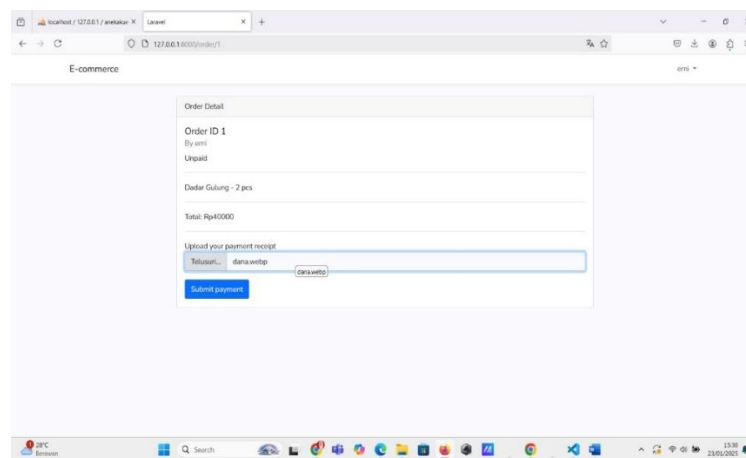 localhost / 127.0.0.1 / anekakue ×
Laravel ×
127.0.0.1:8000/order/1
E-commerce
erni
Order Detail
Order ID 1
By erni
Unpaid
Dadar Gulung - 2 pcs
Total: Rp40000
Upload your payment receipt
Telusuri... dana.webp
dana.webp
Submit payment
28°C
Berawan
Search
15:38
23/01/2025